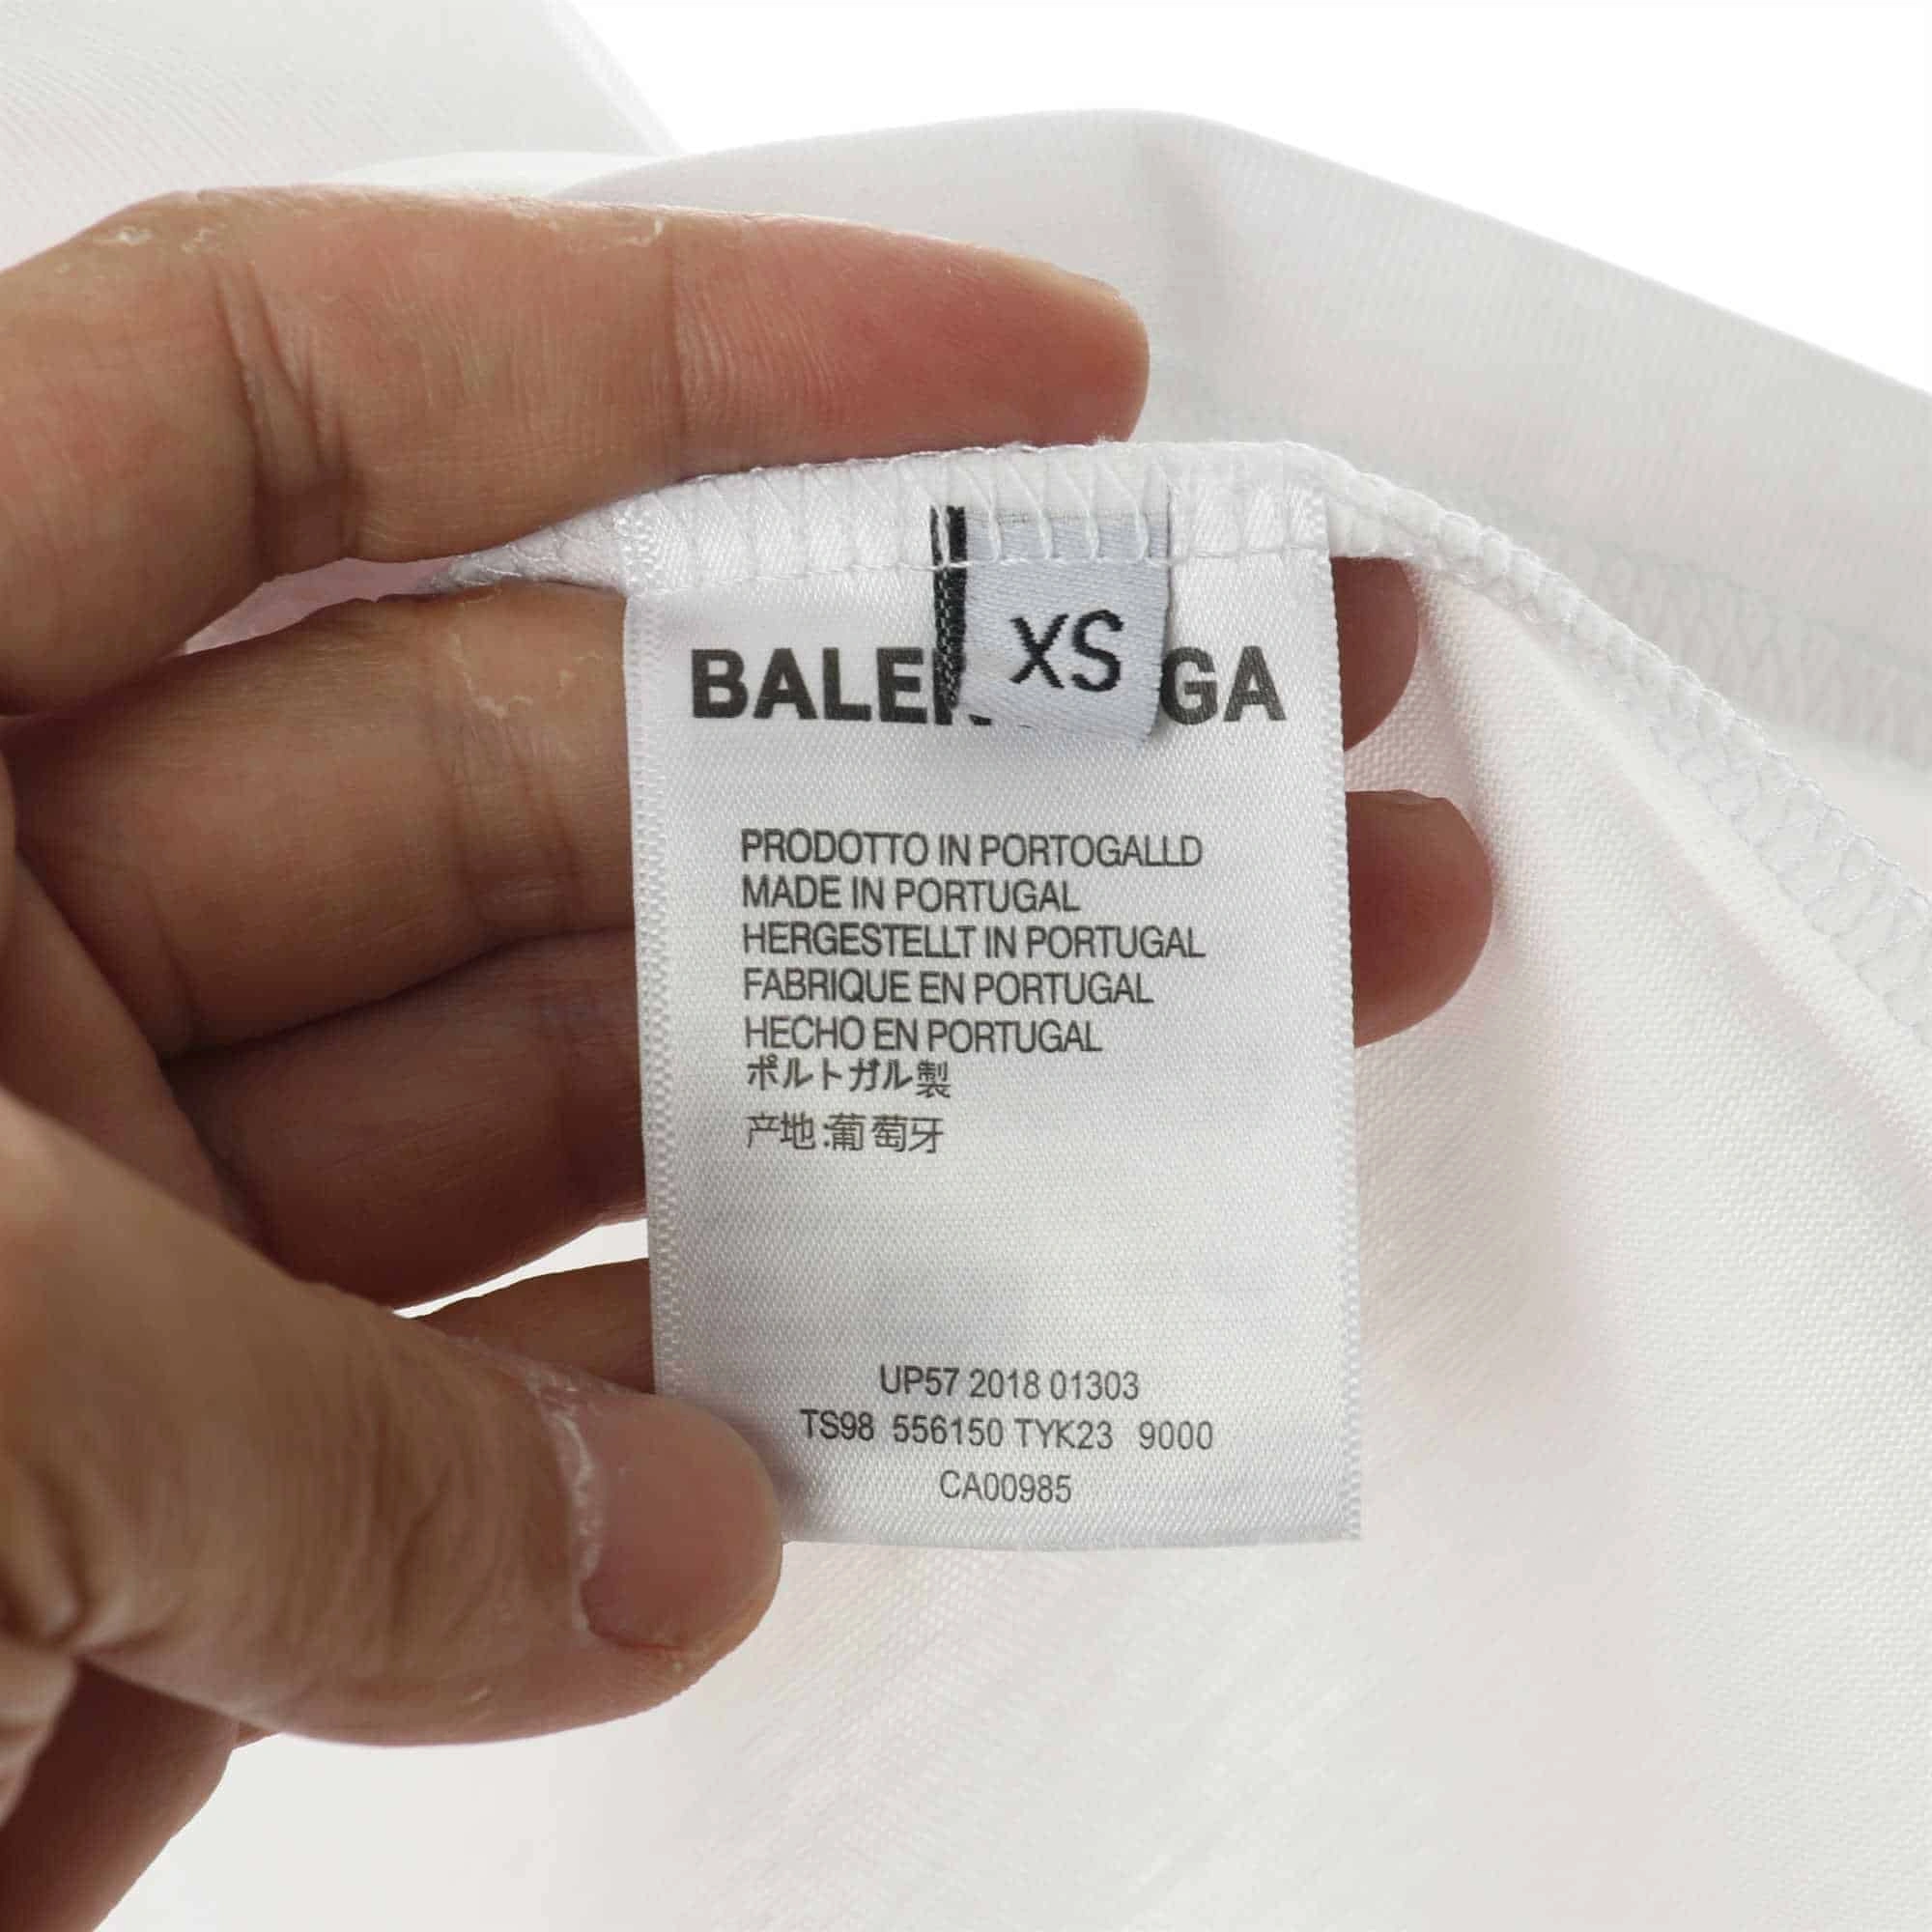 XS
BALEN GA
PRODOTTO IN PORTOGALLD
MADE IN PORTUGAL
HERGESTELLT IN PORTUGAL
FABRIQUE EN PORTUGAL
HECHO EN PORTUGAL
ポルトガル製
产地:葡萄牙
UP57 2018 01303
TS98 556150 TYK23 9000
CA00985